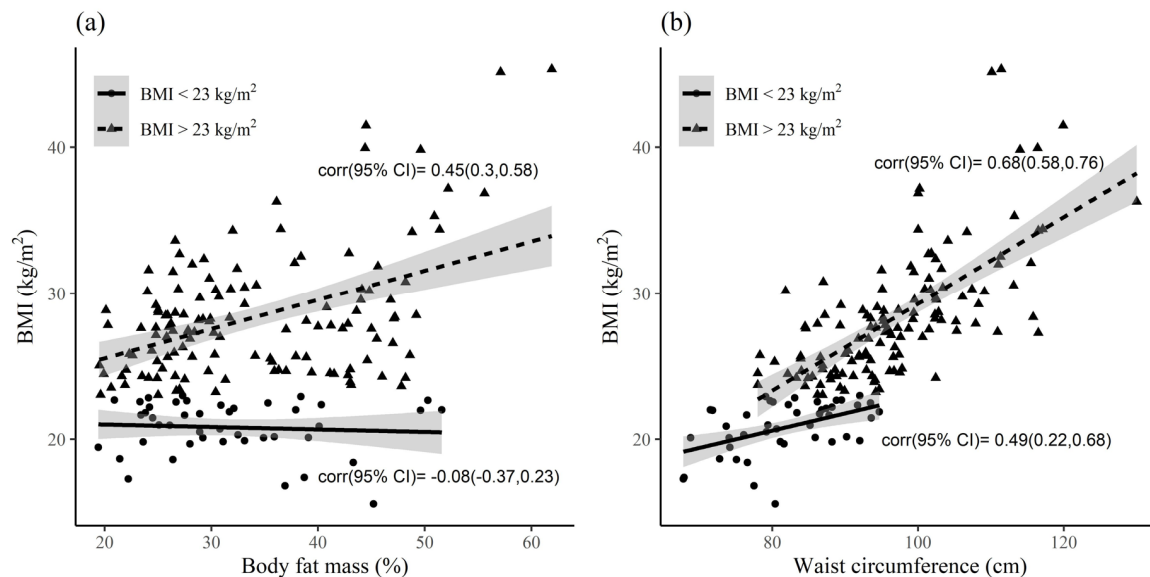 (a)
BMI (kg/m²)
40
30
20
BMI < 23 kg/m²
BMI > 23 kg/m²
corr(95% CI)= 0.45(0.3,0.58)
corr(95% CI)= -0.08(-0.37,0.23)
20 30 40 50 60
Body fat mass (%)
(b)
BMI (kg/m²)
40
30
20
BMI < 23 kg/m²
BMI > 23 kg/m²
corr(95% CI)= 0.68(0.58,0.76)
corr(95% CI)= 0.49(0.22,0.68)
80 100 120
Waist circumference (cm)